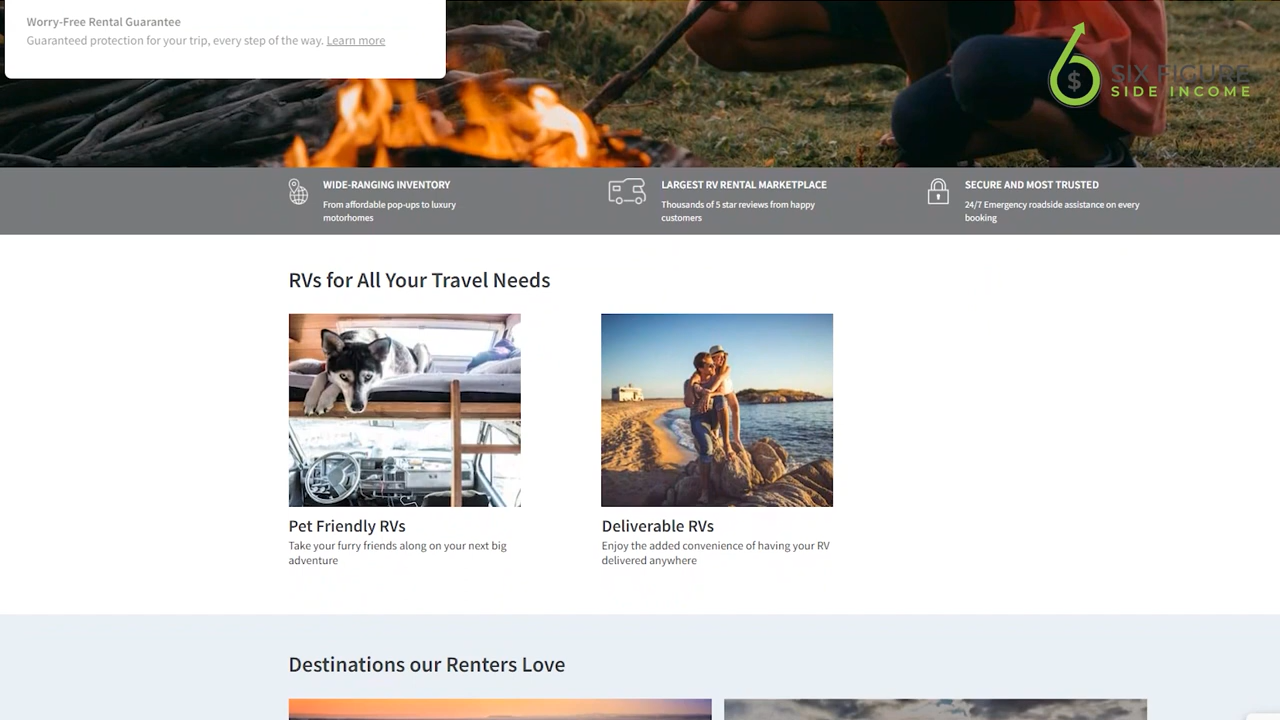 Worry-Free Rental Guarantee
Guaranteed protection for your trip, every step of the way. Learn more
SIX FIGURE
SIDE INCOME
$
WIDE-RANGING INVENTORY
From affordable pop-ups to luxury
motorhomes
LARGEST RV RENTAL MARKETPLACE
Thousands of 5 star reviews from happy
customers
SECURE AND MOST TRUSTED
24/7 Emergency roadside assistance on every
booking
RVs for All Your Travel Needs
Pet Friendly RVs
Take your furry friends along on your next big
adventure
Deliverable RVs
Enjoy the added convenience of having your RV
delivered anywhere
Destinations our Renters Love